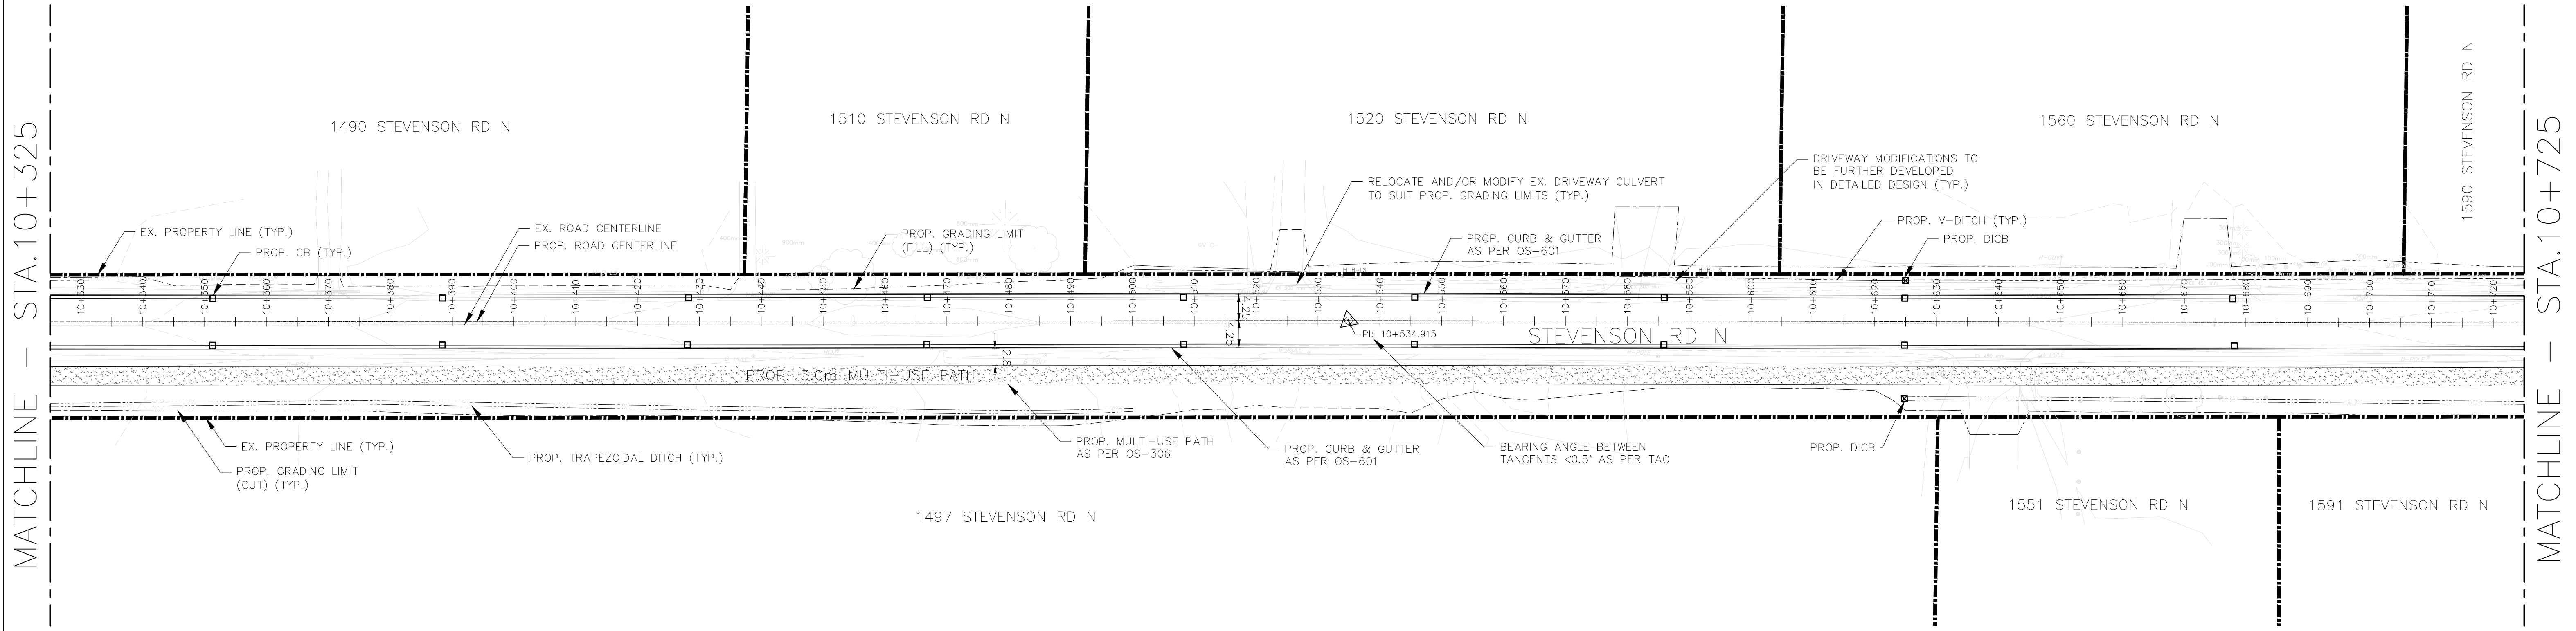 MATCHLINE - STA.10+325
1490 STEVENSON RD N
1510 STEVENSON RD N
1520 STEVENSON RD N
1560 STEVENSON RD N
1590 STEVENSON RD N
MATCHLINE - STA.10+725
EX. PROPERTY LINE (TYP.)
PROP. CB (TYP.)
EX. ROAD CENTERLINE
PROP. ROAD CENTERLINE
PROP. GRADING LIMIT
(FILL) (TYP.)
RELOCATE AND/OR MODIFY EX. DRIVEWAY CULVERT
TO SUIT PROP. GRADING LIMITS (TYP.)
PROP. CURB & GUTTER
AS PER OS-601
DRIVEWAY MODIFICATIONS TO
BE FURTHER DEVELOPED
IN DETAILED DESIGN (TYP.)
PROP. V-DITCH (TYP.)
PROP. DICB
10+330
10+340
10+350
10+360
10+370
10+380
10+390
10+400
10+410
10+420
10+430
10+440
10+450
10+460
10+470
10+480
10+490
10+500
10+510
10+520
10+530
10+540
10+550
10+560
10+570
10+580
10+590
10+600
10+610
10+620
10+630
10+640
10+650
10+660
10+670
10+680
10+690
10+700
10+710
10+720
4.25
4.25
PI: 10+534.915
STEVENSON RD N
2.8
PROP. 3.0m MULTI-USE PATH
EX. PROPERTY LINE (TYP.)
PROP. GRADING LIMIT
(CUT) (TYP.)
PROP. TRAPEZOIDAL DITCH (TYP.)
PROP. MULTI-USE PATH
AS PER OS-306
PROP. CURB & GUTTER
AS PER OS-601
BEARING ANGLE BETWEEN
TANGENTS <0.5° AS PER TAC
PROP. DICB
1497 STEVENSON RD N
1551 STEVENSON RD N
1591 STEVENSON RD N